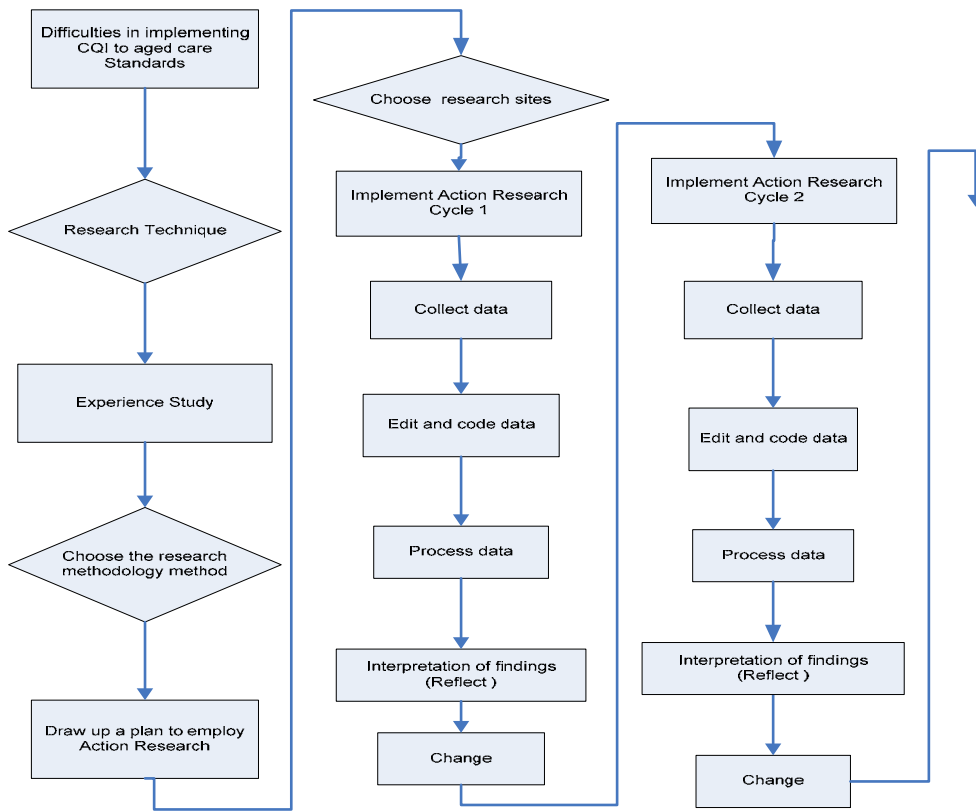 Difficulties in implementing
CQI to aged care
Standards
Research Technique
Experience Study
Choose the research
methodology method
Draw up a plan to employ
Action Research
Choose  research sites
Implement Action Research
Cycle 1
Collect data
Edit and code data
Process data
Interpretation of findings
(Reflect )
Change
Implement Action Research
Cycle 2
Collect data
Edit and code data
Process data
Interpretation of findings
(Reflect )
Change